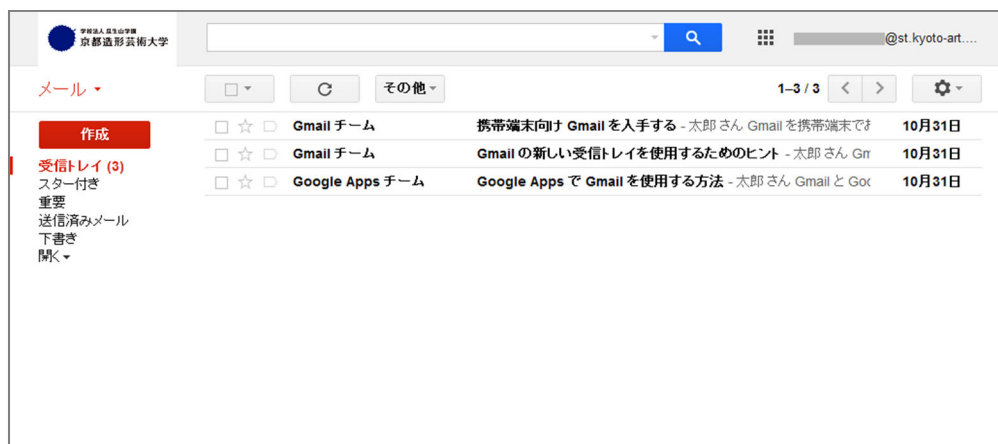 学校法人 瓜生山学園
京都造形芸術大学
@st.kyoto-art....
メール
その他
1–3 / 3
作成
Gmail チーム 携帯端末向け Gmail を入手する - 太郎 さん Gmail を携帯端末で 10月31日
Gmail チーム Gmail の新しい受信トレイを使用するためのヒント - 太郎 さん 10月31日
Google Apps チーム Google Apps で Gmail を使用する方法 - 太郎 さん Gmail と 10月31日
受信トレイ (3)
スター付き
重要
送信済みメール
下書き
開く